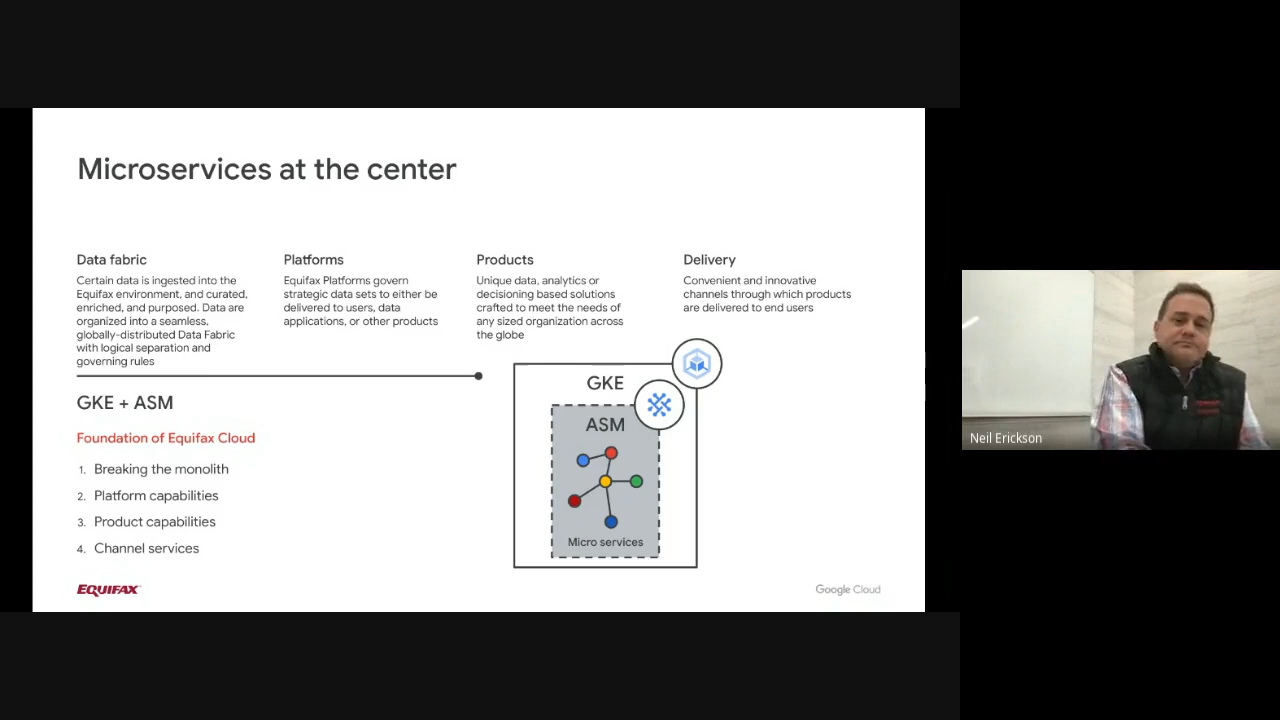 Microservices at the center
Data fabric
Certain data is ingested into the
Equifax environment, and curated,
enriched, and purposed. Data are
organized into a seamless,
globally-distributed Data Fabric
with logical separation and
governing rules
Platforms
Equifax Platforms govern
strategic data sets to either be
delivered to users, data
applications, or other products
Products
Unique data, analytics or
decisioning based solutions
crafted to meet the needs of
any sized organization across
the globe
Delivery
Convenient and innovative
channels through which products
are delivered to end users
GKE + ASM
Foundation of Equifax Cloud
1. Breaking the monolith
2. Platform capabilities
3. Product capabilities
4. Channel services
GKE
ASM
Micro services
EQUIFAX
Google Cloud
Neil Erickson